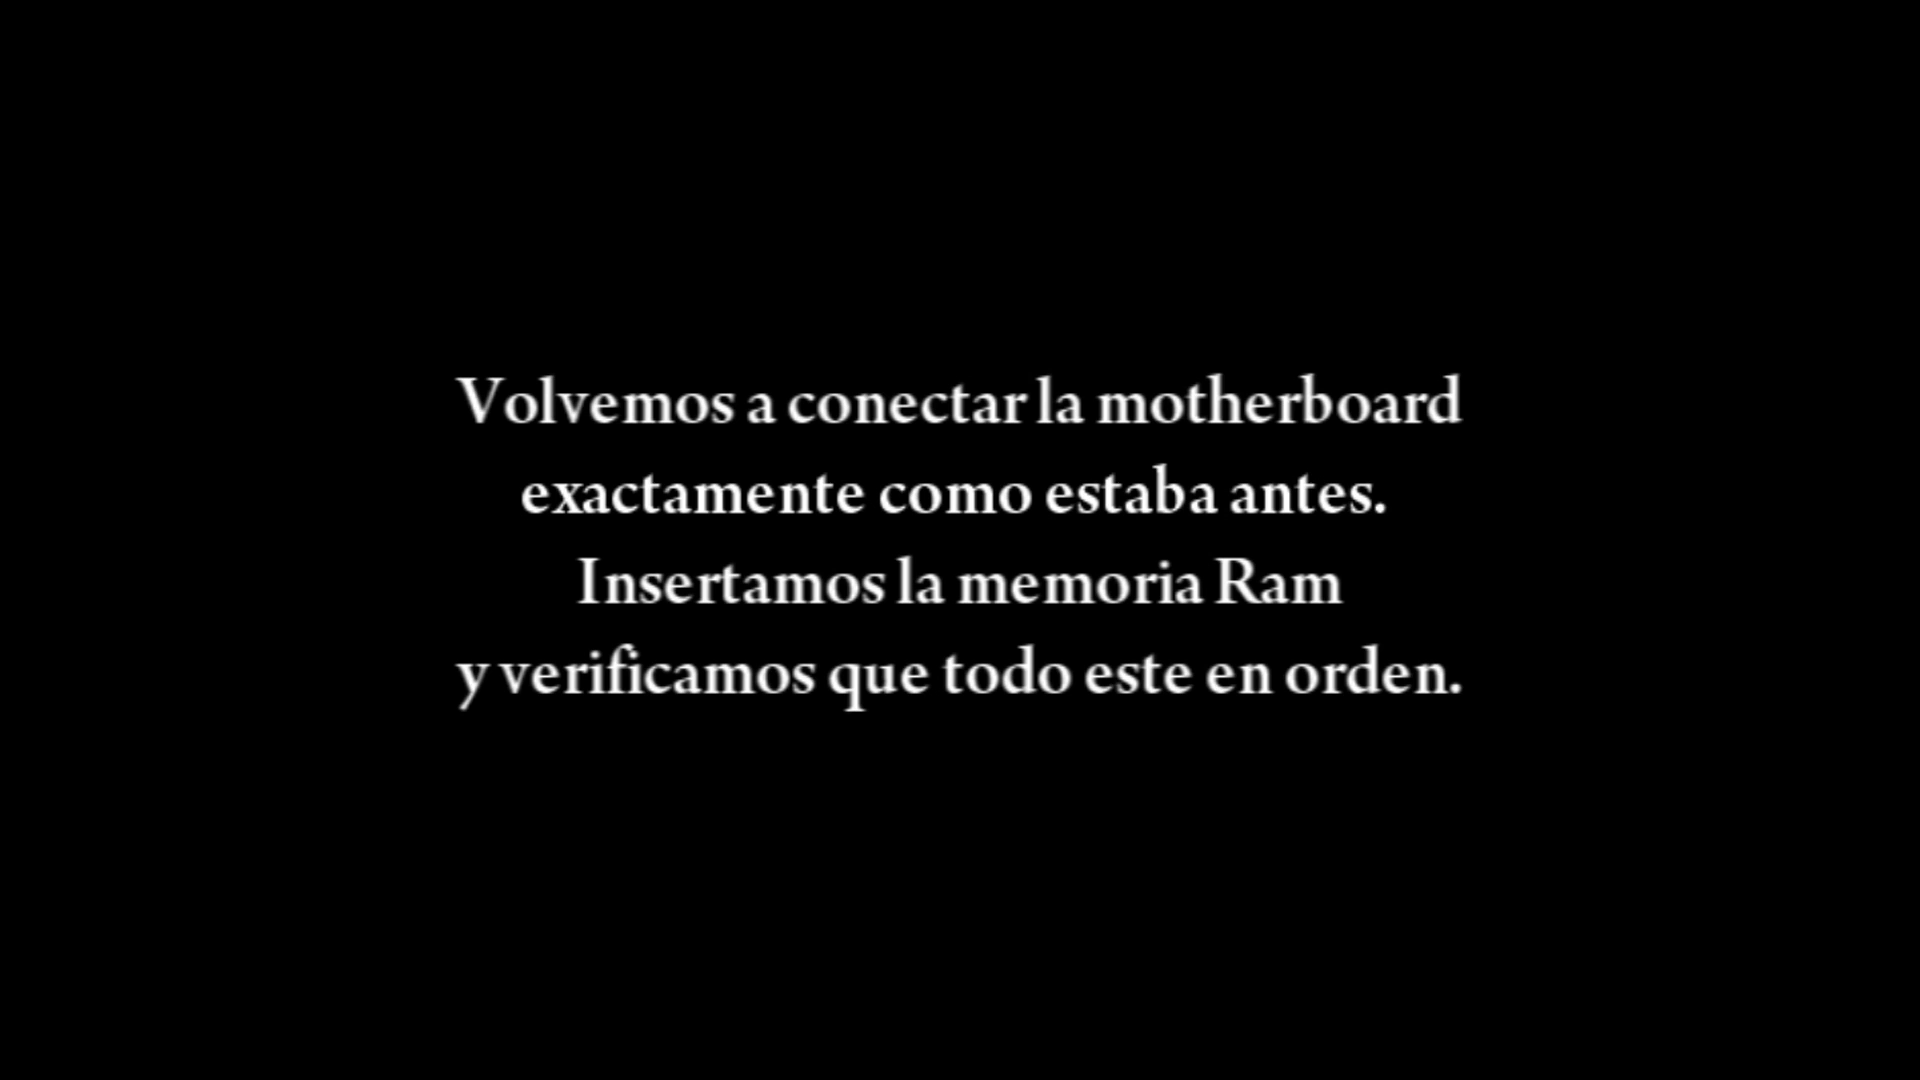 Volvemos a conectar la motherboard
exactamente como estaba antes.
Insertamos la memoria Ram
y verificamos que todo este en orden.